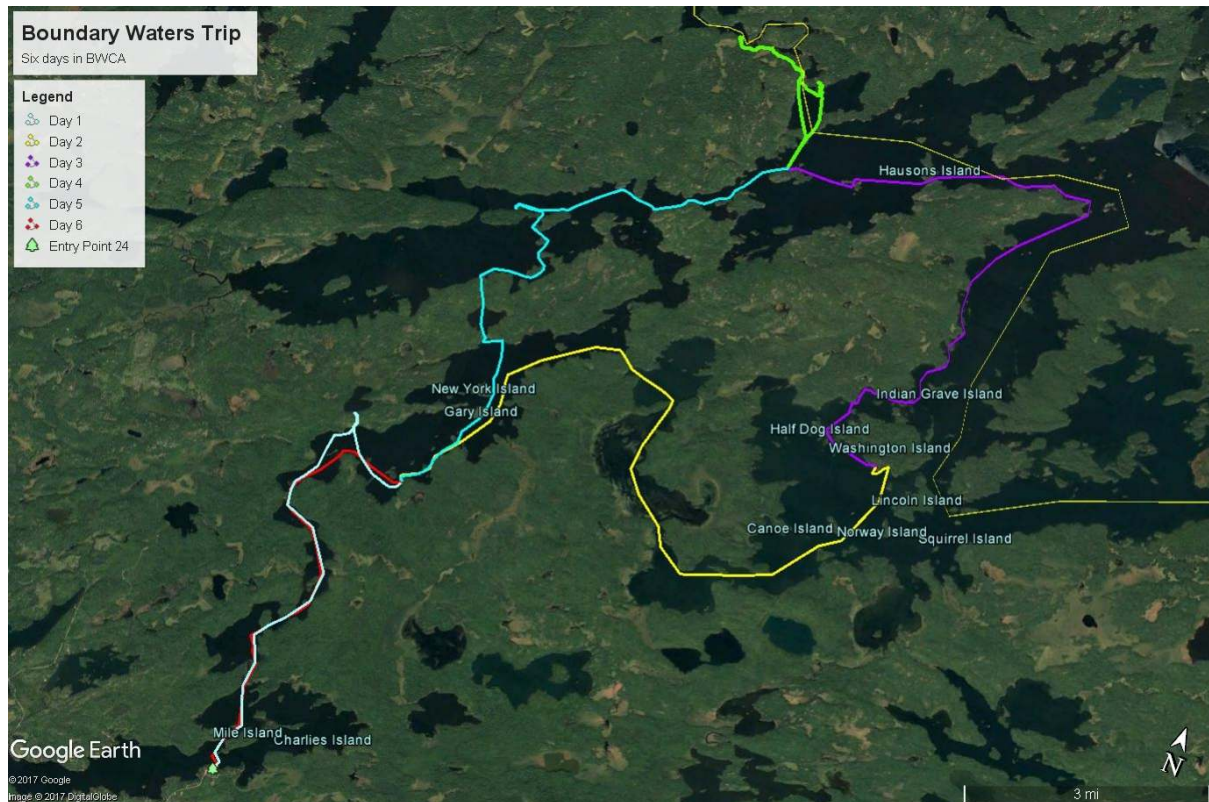 Boundary Waters Trip
Six days in BWCA
Legend
Day 1
Day 2
Day 3
Day 4
Day 5
Day 6
Entry Point 24
Hausons Island
New York Island
Gary Island
Indian Grave Island
Half Dog Island
Washington Island
Lincoln Island
Canoe Island
Norway Island
Squirrel Island
Mile Island
Charlies Island
Google Earth
© 2017 Google
Image © 2017 DigitalGlobe
N
3 mi